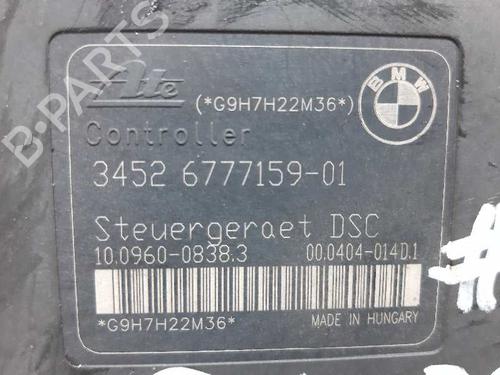 B-PARTS
Ate
(*G9H7H22M36*)
BMW
Controller
3452 6777159-01
Steuergeraet DSC
10.0960-0838.3
00.0404-014D.1
*G9H7H22M36*
MADE IN HUNGARY
#